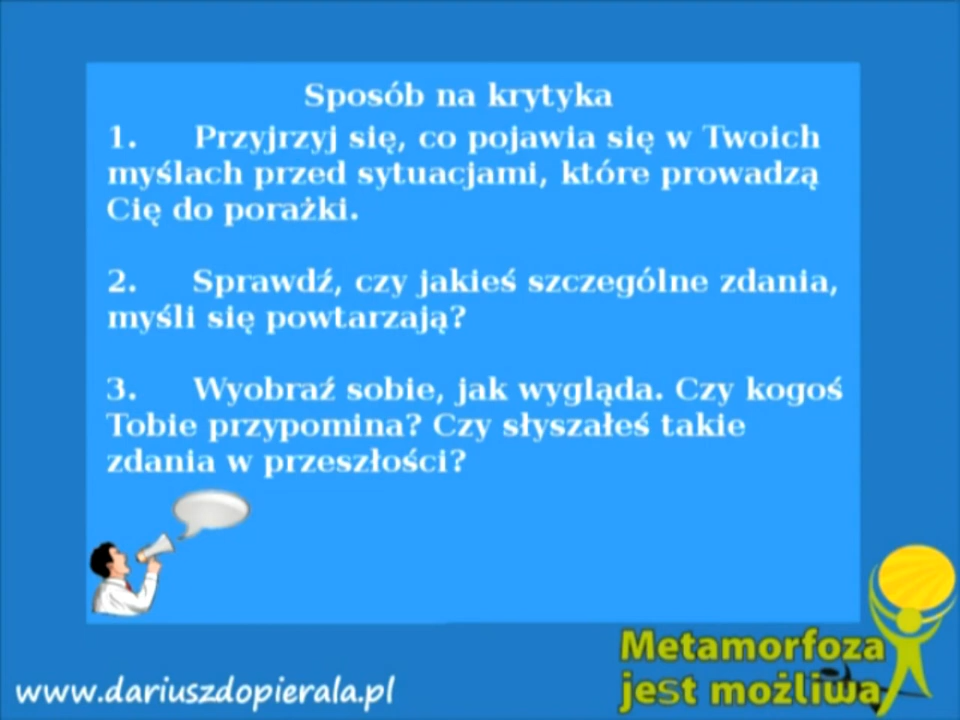 Sposób na krytyka
1. Przyjrzyj się, co pojawia się w Twoich
myślach przed sytuacjami, które prowadzą
Cię do porażki.
2. Sprawdź, czy jakieś szczególne zdania,
myśli się powtarzają?
3. Wyobraź sobie, jak wygląda. Czy kogoś
Tobie przypomina? Czy słyszałeś takie
zdania w przeszłości?
Metamorfoza
jest możliwa
www.dariuszdopierala.pl